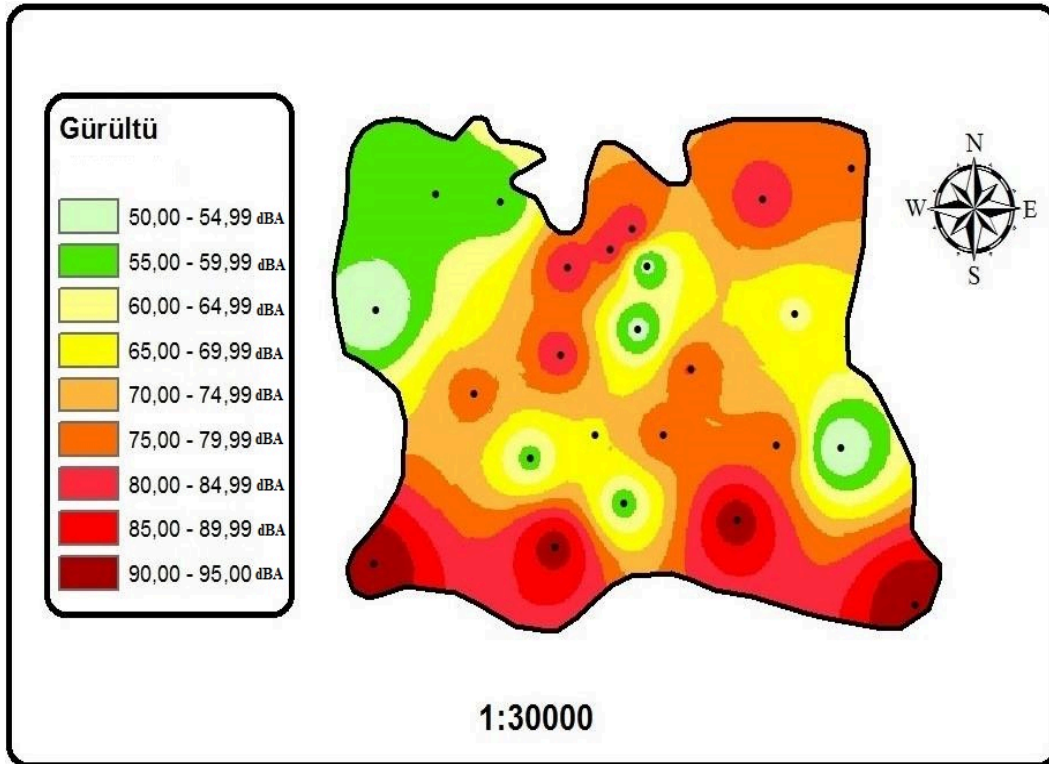 Gürültü
50,00 - 54,99 dBA
55,00 - 59,99 dBA
60,00 - 64,99 dBA
65,00 - 69,99 dBA
70,00 - 74,99 dBA
75,00 - 79,99 dBA
80,00 - 84,99 dBA
85,00 - 89,99 dBA
90,00 - 95,00 dBA
N
W E
S
1:30000